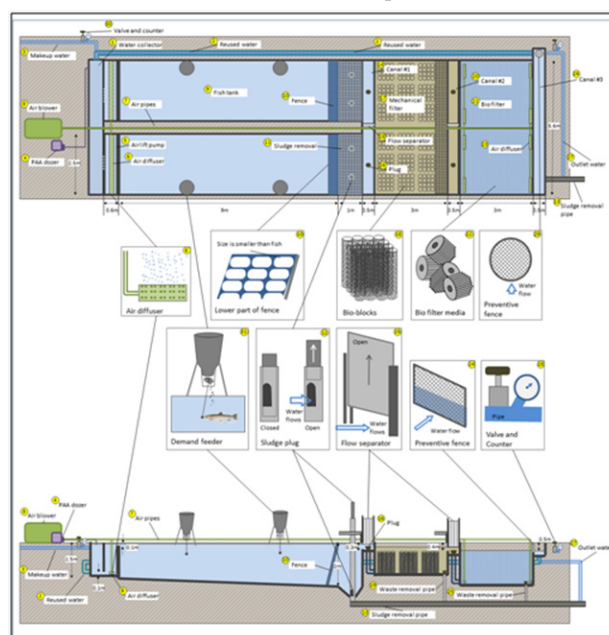 Valve and counter
Makeup water
Water collector
Reused water
Reused water
Canal #1
Canal #2
Canal #3
Air blower
Air pipes
Fish tank
Fence
Mechanical
filter
Bio filter
PAA dozer
Airlift pump
Air diffuser
Sludge removal
Flow separator
Plug
Air diffuser
Outlet water
Sludge removal
pipe
0.6m
8m
1m
0.5m
3m
0.5m
3m
0.5m
Air diffuser
Size is smaller than fish
Lower part of fence
Bio-blocks
Bio filter media
Water
flow
Preventive
fence
Demand feeder
Water
flows
Closed
Open
Sludge plug
Open
Water
flows
Flow separator
Water flow
Preventive fence
Pipe
Valve and
Counter
PAA dozer
Air blower
Air pipes
Plug
Outlet water
Makeup water
Fence
Reused water
Air diffuser
Waste removal pipe
Waste removal pipe
Sludge removal pipe